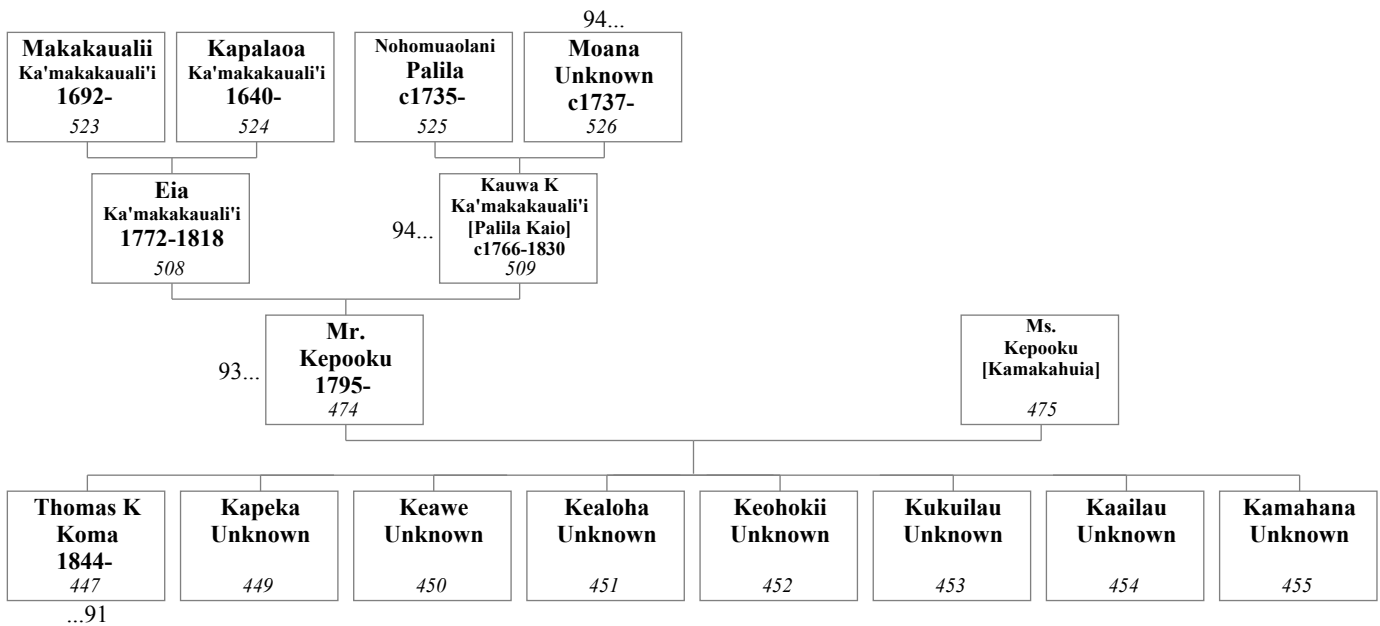 94...
Makakaualii
Ka'makakauali'i
1692-
523
Kapalaoa
Ka'makakauali'i
1640-
524
Nohomuaolani
Palila
c1735-
525
Moana
Unknown
c1737-
526
Eia
Ka'makakauali'i
1772-1818
508
94...
Kauwa K
Ka'makakauali'i
[Palila Kaio]
c1766-1830
509
93...
Mr.
Kepooku
1795-
474
Ms.
Kepooku
[Kamakahuia]
475
Thomas K
Koma
1844-
447
Kapeka
Unknown
449
Keawe
Unknown
450
Kealoha
Unknown
451
Keohokii
Unknown
452
Kukuilau
Unknown
453
Kaailau
Unknown
454
Kamahana
Unknown
455
...91